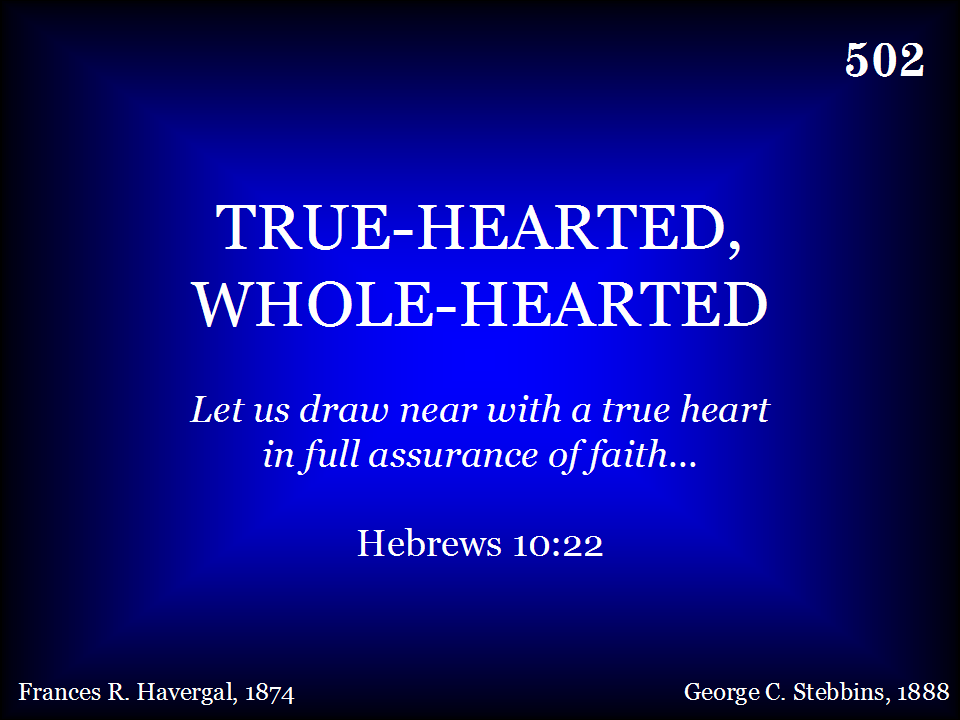 502
TRUE-HEARTED,
WHOLE-HEARTED
Let us draw near with a true heart
in full assurance of faith...
Hebrews 10:22
Frances R. Havergal, 1874
George C. Stebbins, 1888